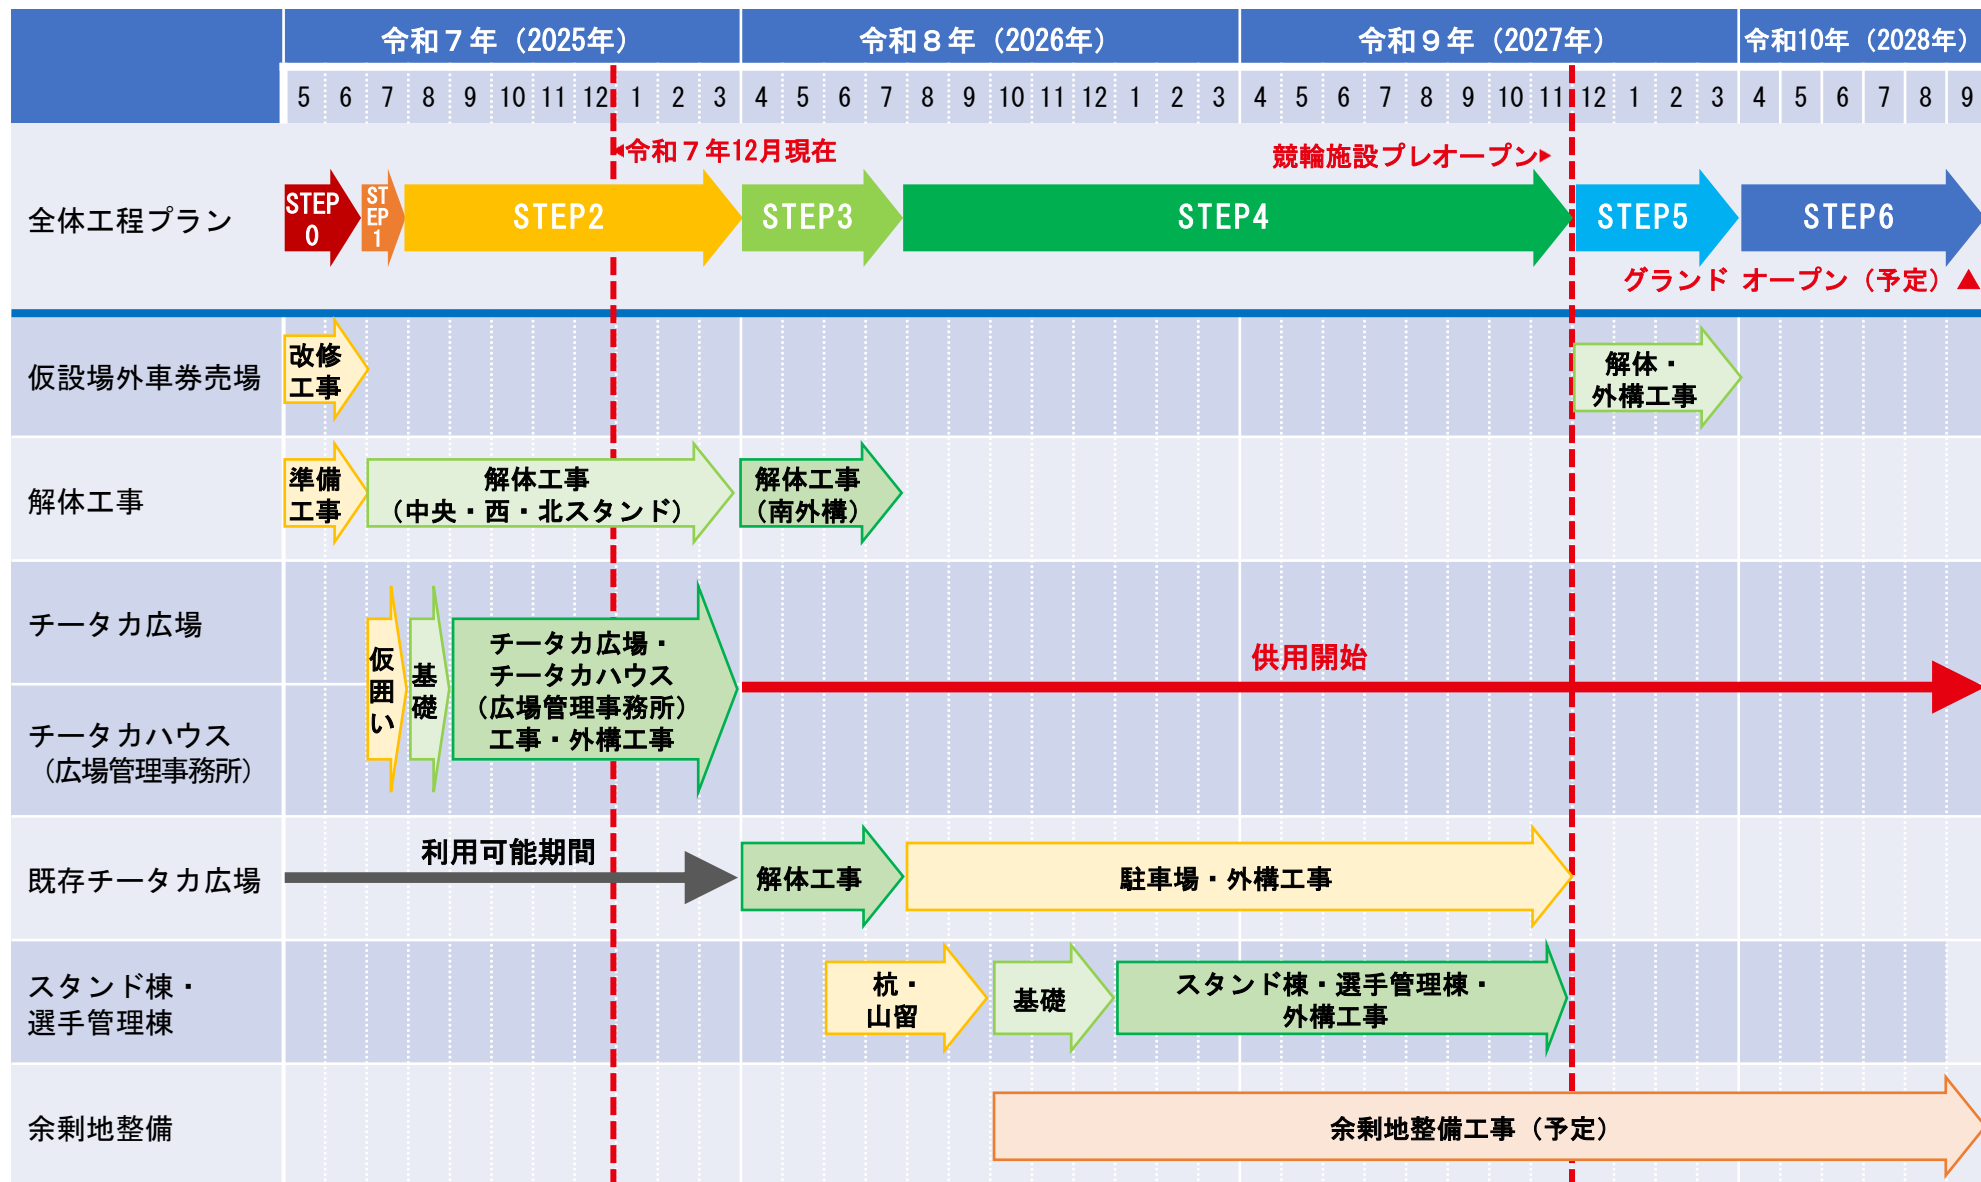 令和７年（2025年）
令和８年（2026年）
令和９年（2027年）
令和10年（2028年）
5 6 7 8 9 10 11 12 1 2 3 4 5 6 7 8 9 10 11 12 1 2 3 4 5 6 7 8 9 10 11 12 1 2 3 4 5 6 7 8 9
◀令和７年12月現在
競輪施設プレオープン▶
全体工程プラン
STEP
0
ST
EP
1
STEP2
STEP3
STEP4
STEP5
STEP6
グランド オープン（予定）▲
仮設場外車券売場
改修
工事
解体・
外構工事
解体工事
準備
工事
解体工事
（中央・西・北スタンド）
解体工事
（南外構）
チータカ広場
チータカハウス
（広場管理事務所）
仮
囲
い
基
礎
チータカ広場・
チータカハウス
（広場管理事務所）
工事・外構工事
供用開始
既存チータカ広場
利用可能期間
解体工事
駐車場・外構工事
スタンド棟・
選手管理棟
杭・
山留
基礎
スタンド棟・選手管理棟・
外構工事
余剰地整備
余剰地整備工事（予定）